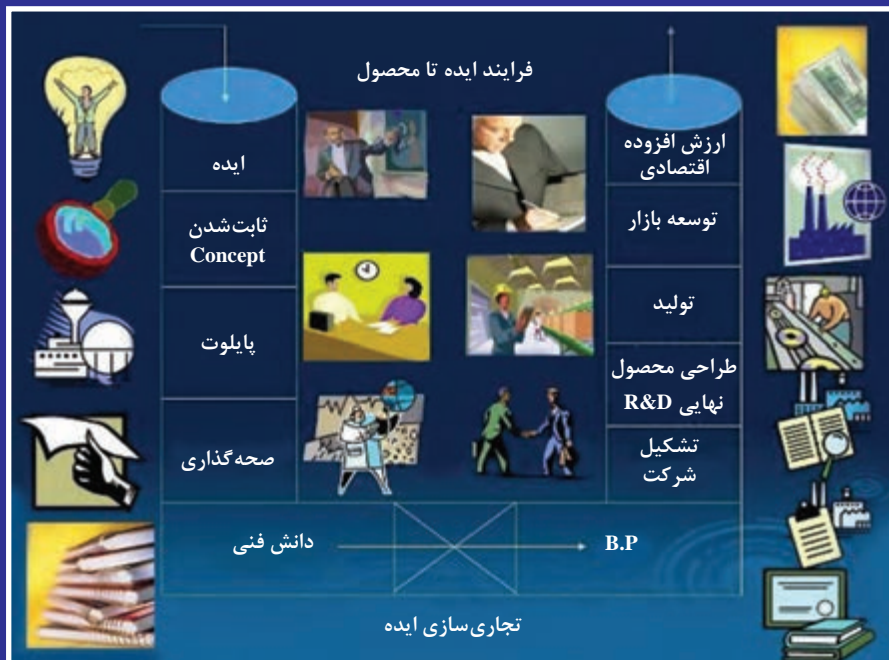 فرایند ایده تا محصول
ایده
ثابت‌شدن
Concept
پایلوت
صحه‌گذاری
دانش فنی
B.P
تشکیل
شرکت
طراحی محصول
نهایی R&D
تولید
توسعه بازار
ارزش افزوده
اقتصادی
تجاری‌سازی ایده